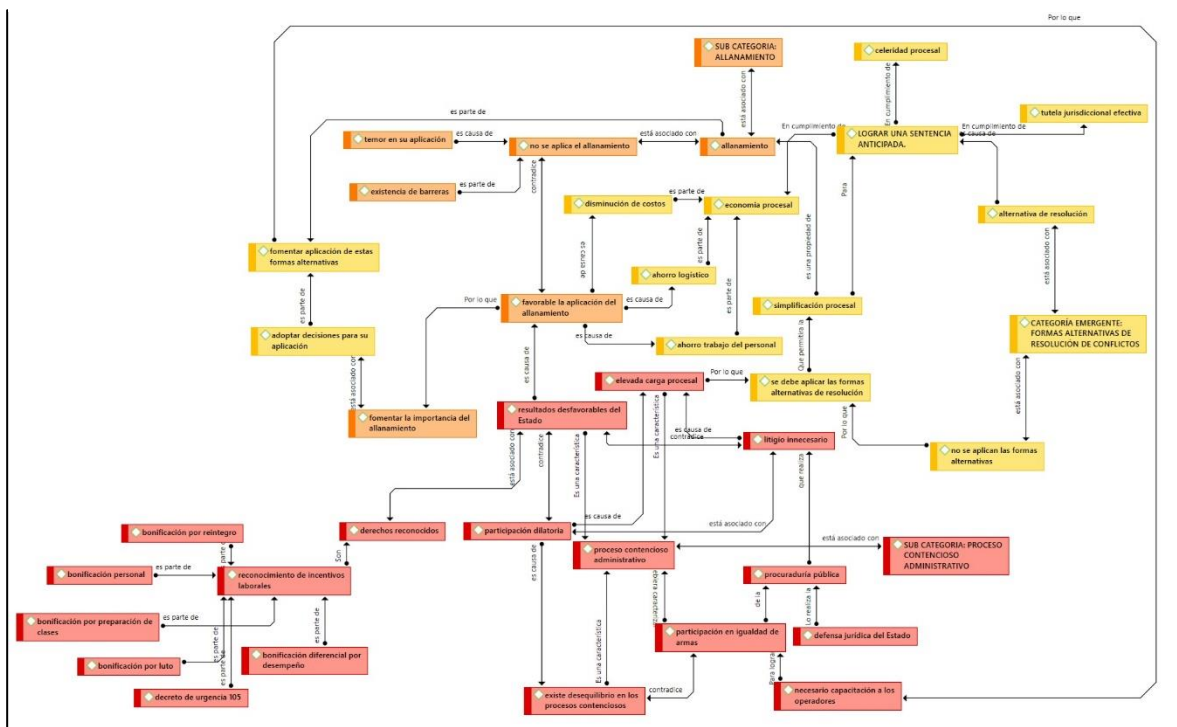 Por lo que
SUB CATEGORIA:
ALLANAMIENTO
celeridad procesal
está asociado con
En cumplimiento de
es parte de
tutela jurisdiccional efectiva
temor en su aplicación
es causa de
no se aplica el allanamiento
está asociado con
allanamiento
En cumplimiento de
LOGRAR UNA SENTENCIA
ANTICIPADA.
En cumplimiento de
es causa de
existencia de barreras
es parte de
contradice
disminución de costos
es parte de
economía procesal
Para
alternativa de resolución
fomentar aplicación de estas
formas alternativas
es causa de
es parte de
es una propiedad de
está asociado con
ahorro logístico
es parte de
Por lo que
favorable la aplicación del
allanamiento
es causa de
simplificación procesal
es parte de
adoptar decisiones para su
aplicación
es causa de
ahorro trabajo del personal
Que permitirá la
CATEGORÍA EMERGENTE:
FORMAS ALTERNATIVAS
DE RESOLUCIÓN DE
CONFLICTOS
está asociado con
es causa de
elevada carga procesal
Por lo que
se debe aplicar las formas
alternativas de resolución
está asociado con
fomentar la importancia del
allanamiento
resultados desfavorables del
Estado
Es una característica
es causa de
contradice
litigio innecesario
Por lo que
no se aplican las formas
alternativas
está asociado con
contradice
Es una característica
que realiza
bonificación por reintegro
derechos reconocidos
participación dilatoria
es causa de
está asociado con
parte de
Son
es causa de
proceso contencioso
administrativo
está asociado con
SUB CATEGORIA: PROCESO
CONTENCIOSO
ADMINISTRATIVO
bonificación personal
es parte de
reconocimiento de incentivos
laborales
procuraduría pública
bonificación por preparación de
clases
es parte de
es parte de
es parte de
es parte de
Es una característica
de la
Lo realiza la
participación en igualdad de
armas
defensa jurídica del Estado
bonificación por luto
bonificación diferencial por
desempeño
Para lograr
decreto de urgencia 105
existe desequilibrio en los
procesos contenciosos
contradice
necesario capacitación a los
operadores